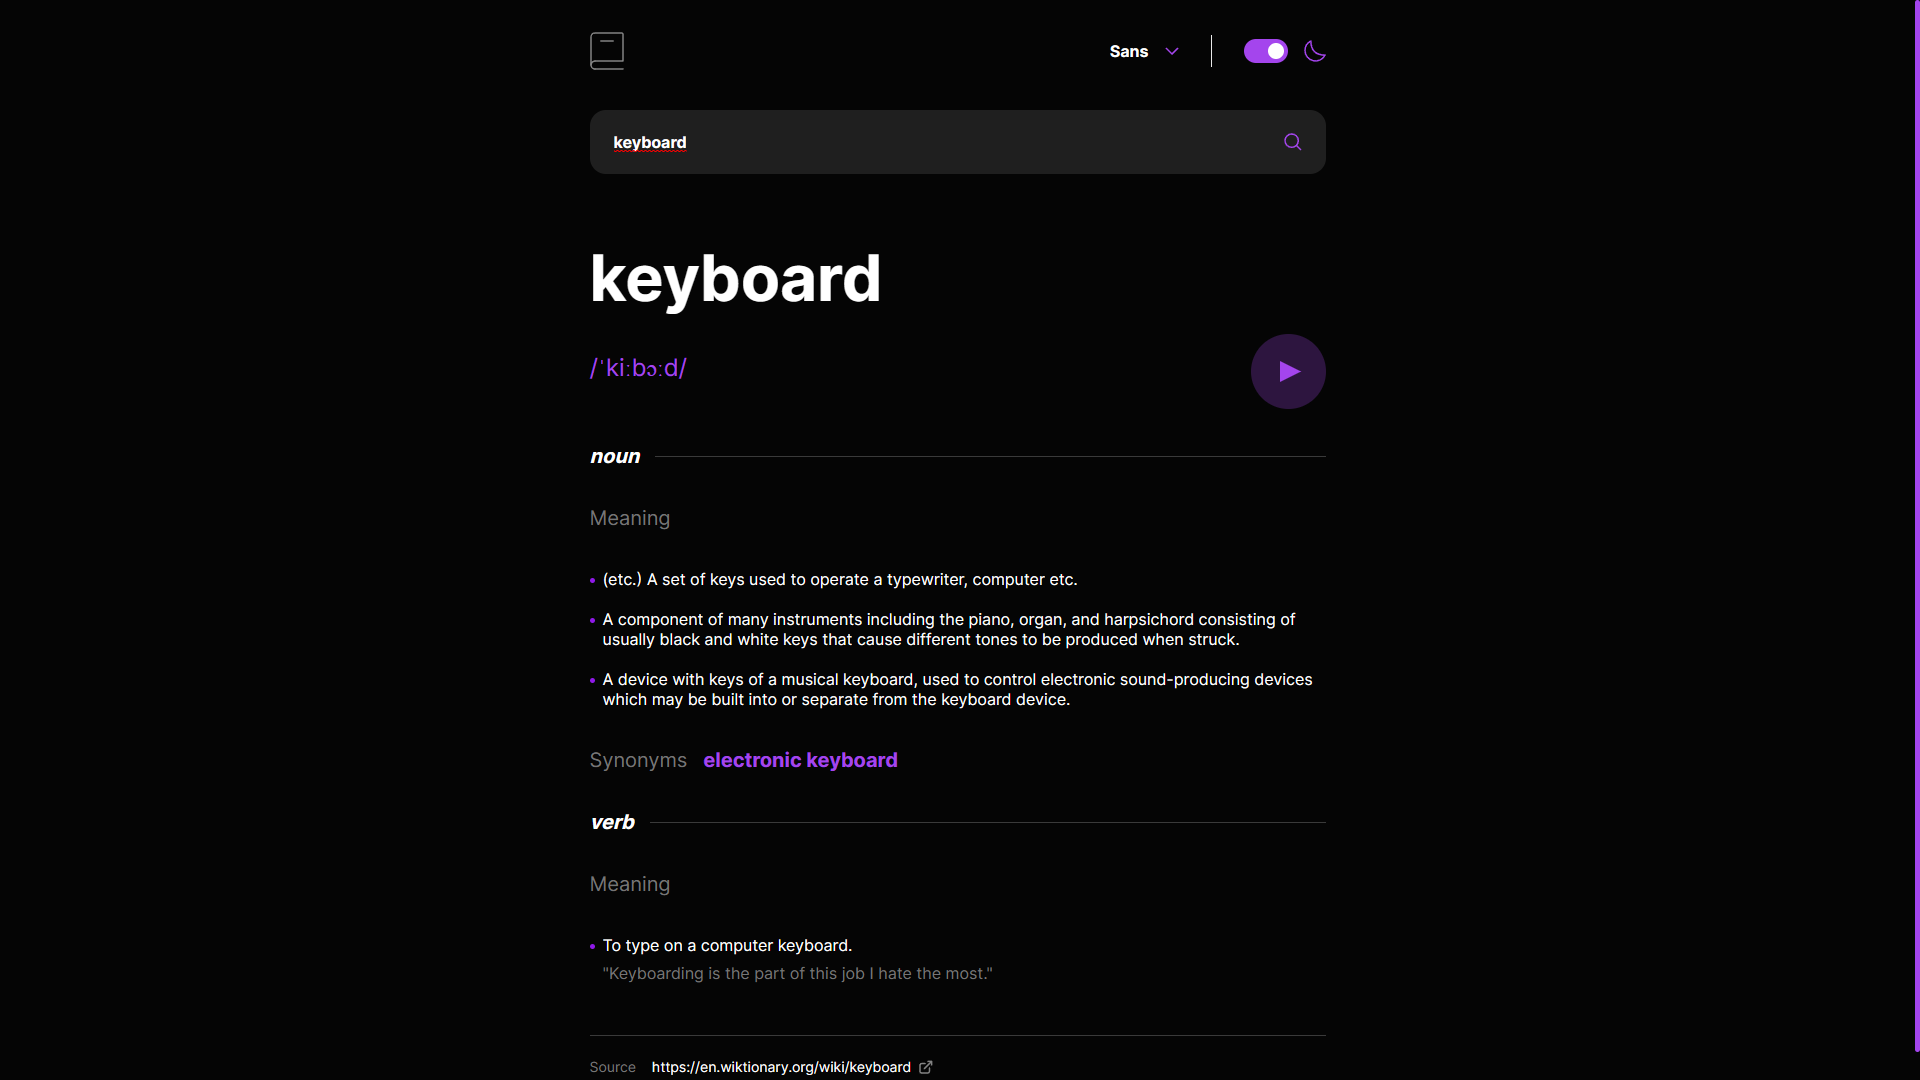 Sans
keyboard
keyboard
/ˈkiːbɔːd/
noun
Meaning
(etc.) A set of keys used to operate a typewriter, computer etc.
A component of many instruments including the piano, organ, and harpsichord consisting of
usually black and white keys that cause different tones to be produced when struck.
A device with keys of a musical keyboard, used to control electronic sound-producing devices
which may be built into or separate from the keyboard device.
Synonyms electronic keyboard
verb
Meaning
To type on a computer keyboard.
"Keyboarding is the part of this job I hate the most."
Source https://en.wiktionary.org/wiki/keyboard